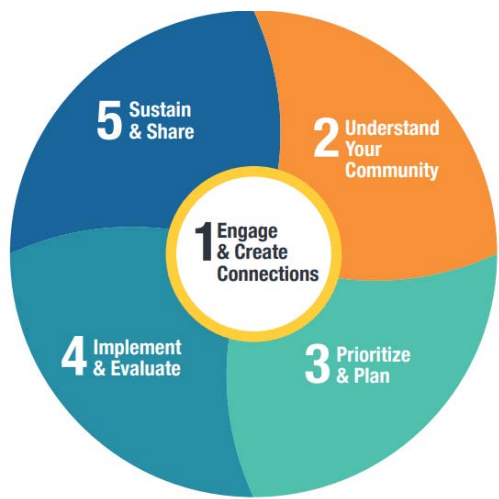 1 Engage
& Create
Connections
2 Understand
Your
Community
3 Prioritize
& Plan
4 Implement
& Evaluate
5 Sustain
& Share